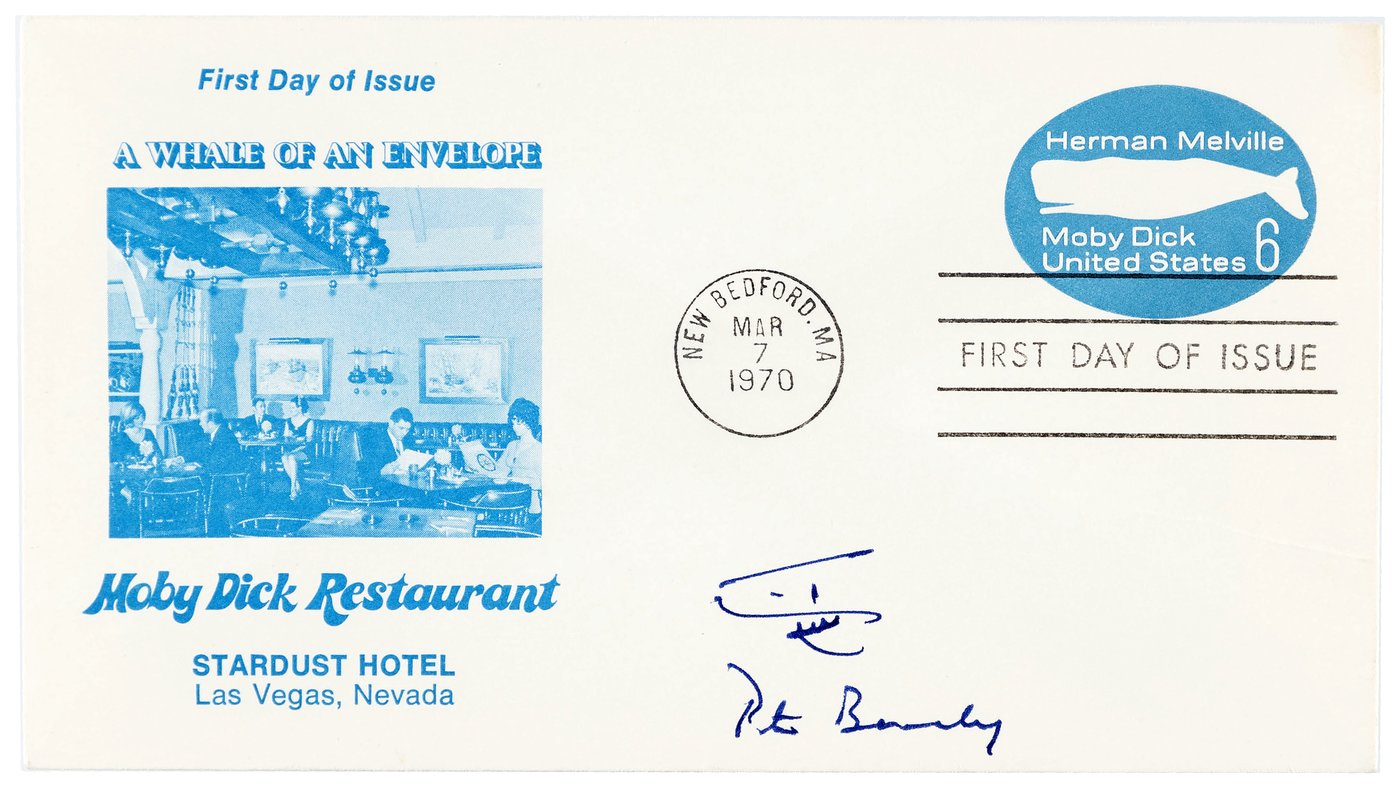 First Day of Issue
A WHALE OF AN ENVELOPE
Moby Dick Restaurant
STARDUST HOTEL
Las Vegas, Nevada
Herman Melville
Moby Dick
United States 6
NEW BEDFORD, MA
MAR
7
1970
FIRST DAY OF ISSUE